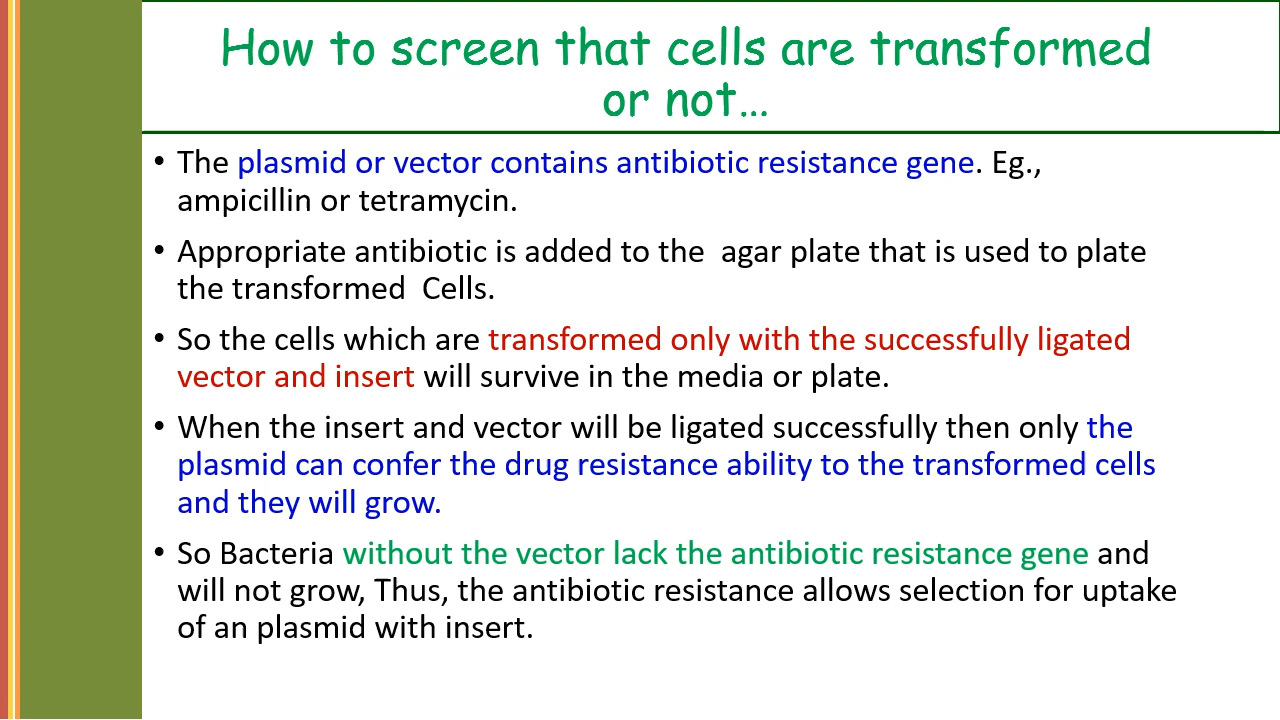 How to screen that cells are transformed
or not…
• The plasmid or vector contains antibiotic resistance gene. Eg.,
ampicillin or tetramycin.
• Appropriate antibiotic is added to the  agar plate that is used to plate
the transformed  Cells.
• So the cells which are transformed only with the successfully ligated
vector and insert will survive in the media or plate.
• When the insert and vector will be ligated successfully then only the
plasmid can confer the drug resistance ability to the transformed cells
and they will grow.
• So Bacteria without the vector lack the antibiotic resistance gene and
will not grow, Thus, the antibiotic resistance allows selection for uptake
of an plasmid with insert.